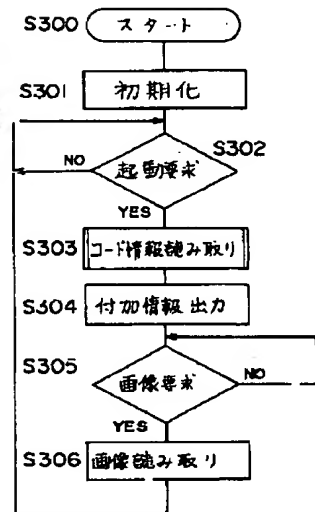 S300 スタート
S301 初期化
S302
起動要求
NO
YES
S303 コード情報読み取り
S304 付加情報出力
S305 画像要求 NO
YES
S306 画像読み取り